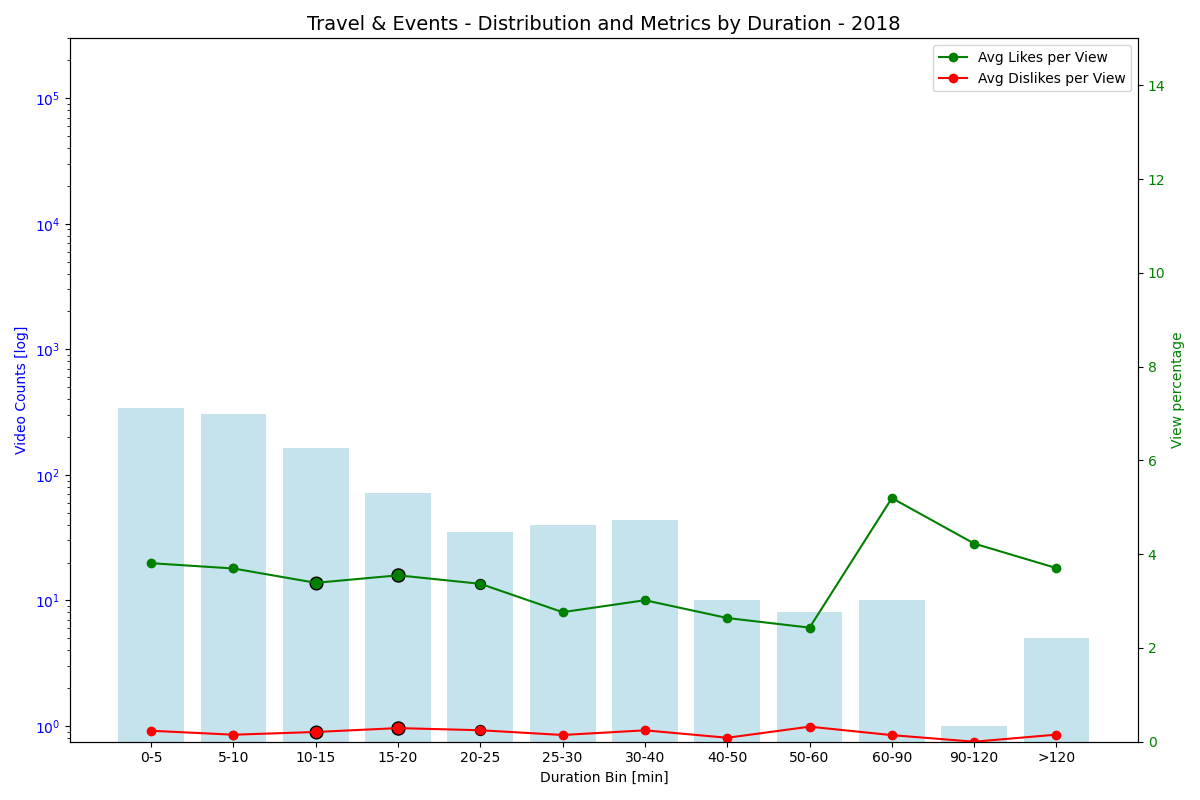 Travel & Events - Distribution and Metrics by Duration - 2018
Avg Likes per View
Avg Dislikes per View
Video Counts [log]
10^5
10^4
10^3
10^2
10^1
10^0
14
12
10
8
6
4
2
0
View percentage
0-5 5-10 10-15 15-20 20-25 25-30 30-40 40-50 50-60 60-90 90-120 >120
Duration Bin [min]